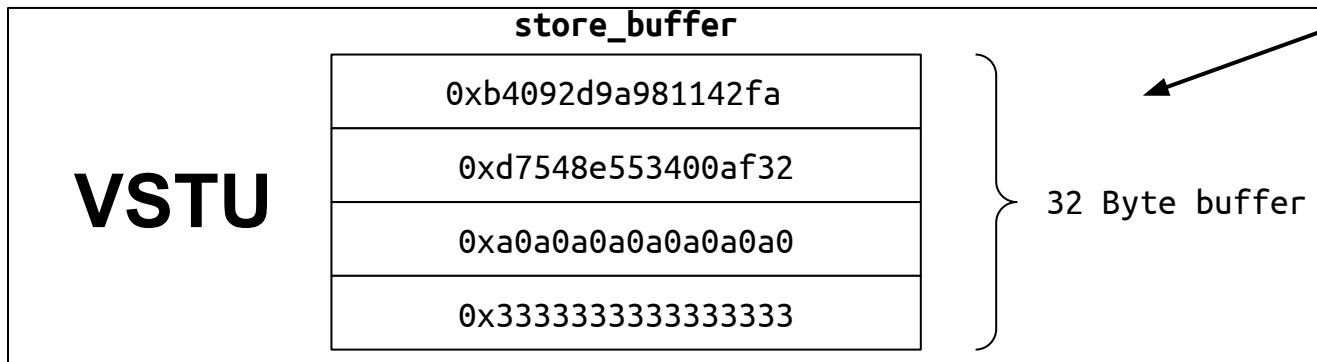 store_buffer
0xb4092d9a981142fa
0xd7548e553400af32
VSTU
32 Byte buffer
0xa0a0a0a0a0a0a0a0
0x3333333333333333